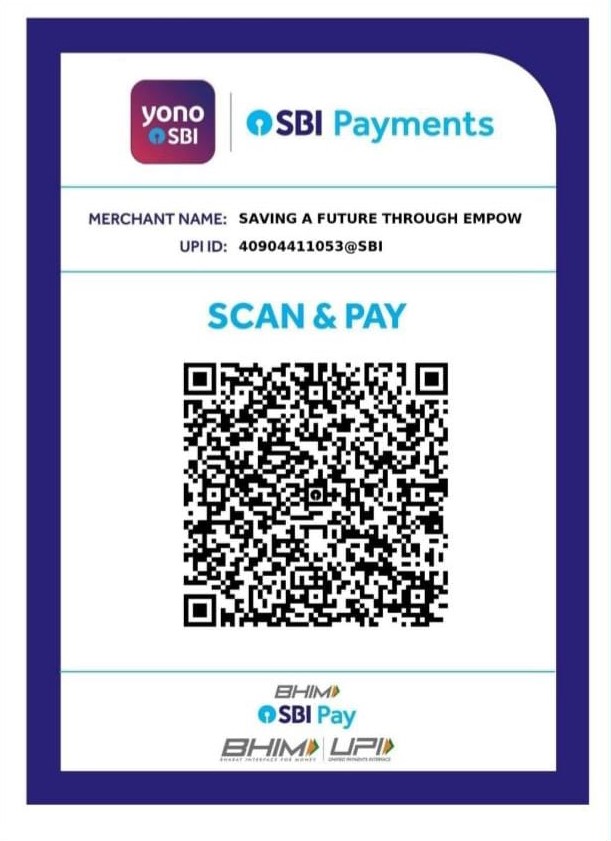 yono
SBI
SBI Payments
MERCHANT NAME: SAVING A FUTURE THROUGH EMPOW
UPI ID: 40904411053@SBI
SCAN & PAY
BHIM
SBI Pay
BHIM UPI
BHARAT INTERFACE FOR MONEY UNIFIED PAYMENTS INTERFACE